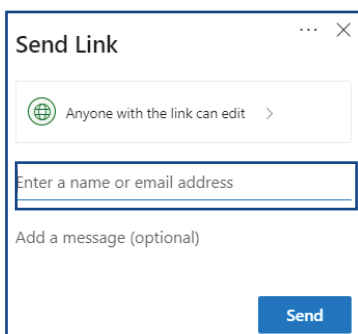 Send Link
Anyone with the link can edit
Enter a name or email address
Add a message (optional)
Send